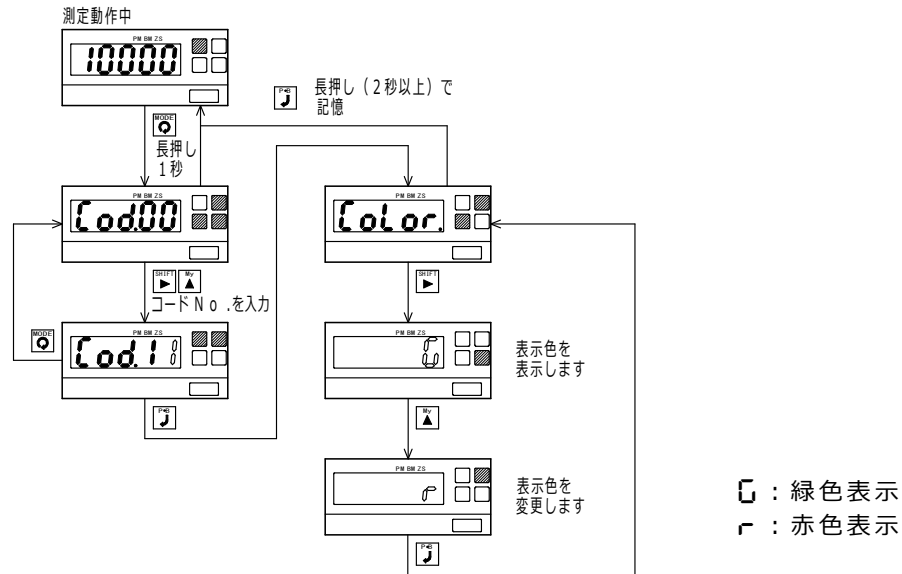 測定動作中
PM BM ZS
10000
P•B
長押し（2秒以上）で
記憶
MODE
長押し
1秒
PM BM ZS
Cod.00
PM BM ZS
CoLor.
SHIFT
My
コードNo.を入力
SHIFT
MODE
PM BM ZS
Cod.1
PM BM ZS
G
表示色を
表示します
P•B
My
PM BM ZS
r
表示色を
変更します
G：緑色表示
r：赤色表示
P•B